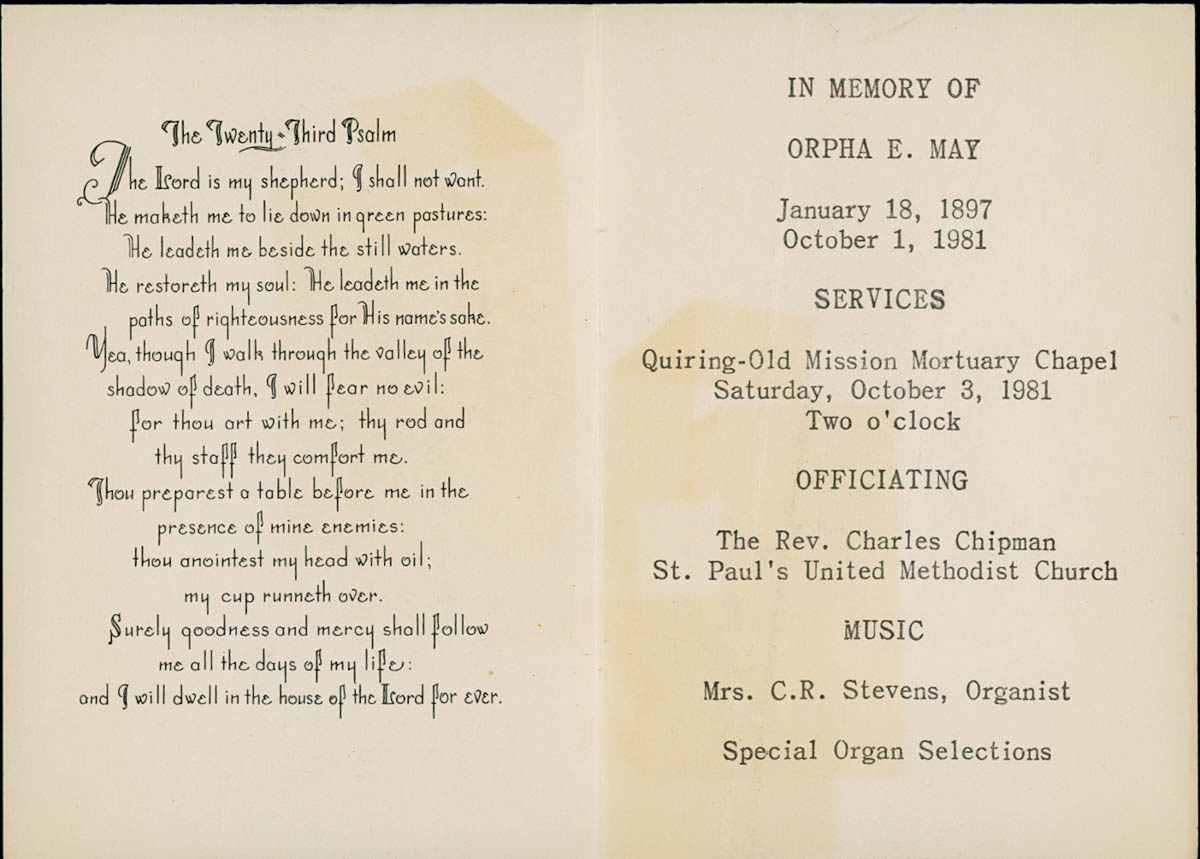 The Twenty-Third Psalm
The Lord is my shepherd; I shall not want.
He maketh me to lie down in green pastures:
He leadeth me beside the still waters.
He restoreth my soul: He leadeth me in the
paths of righteousness for His name's sake.
Yea, though I walk through the valley of the
shadow of death, I will fear no evil:
for thou art with me; thy rod and
thy staff they comfort me.
Thou preparest a table before me in the
presence of mine enemies:
thou anointest my head with oil;
my cup runneth over.
Surely goodness and mercy shall follow
me all the days of my life:
and I will dwell in the house of the Lord for ever.
IN MEMORY OF
ORPHA E. MAY
January 18, 1897
October 1, 1981
SERVICES
Quiring-Old Mission Mortuary Chapel
Saturday, October 3, 1981
Two o'clock
OFFICIATING
The Rev. Charles Chipman
St. Paul's United Methodist Church
MUSIC
Mrs. C.R. Stevens, Organist
Special Organ Selections